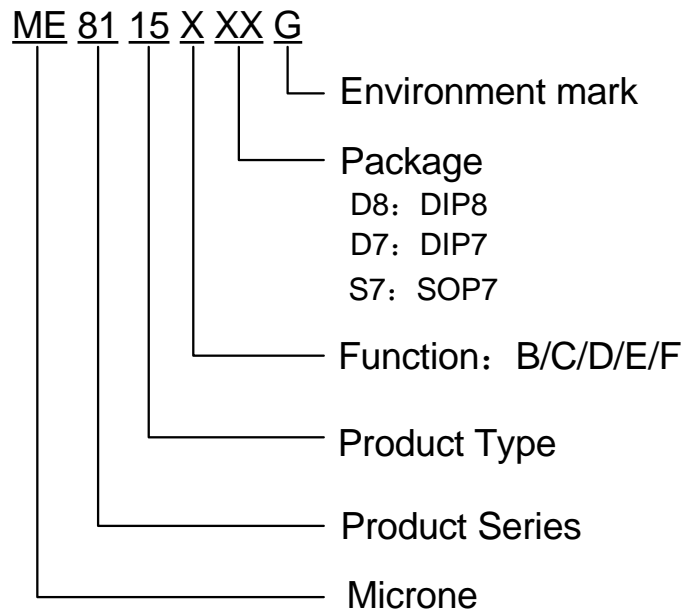 ME 81 15 X XX G
Environment mark
Package
D8：DIP8
D7：DIP7
S7：SOP7
Function：B/C/D/E/F
Product Type
Product Series
Microne